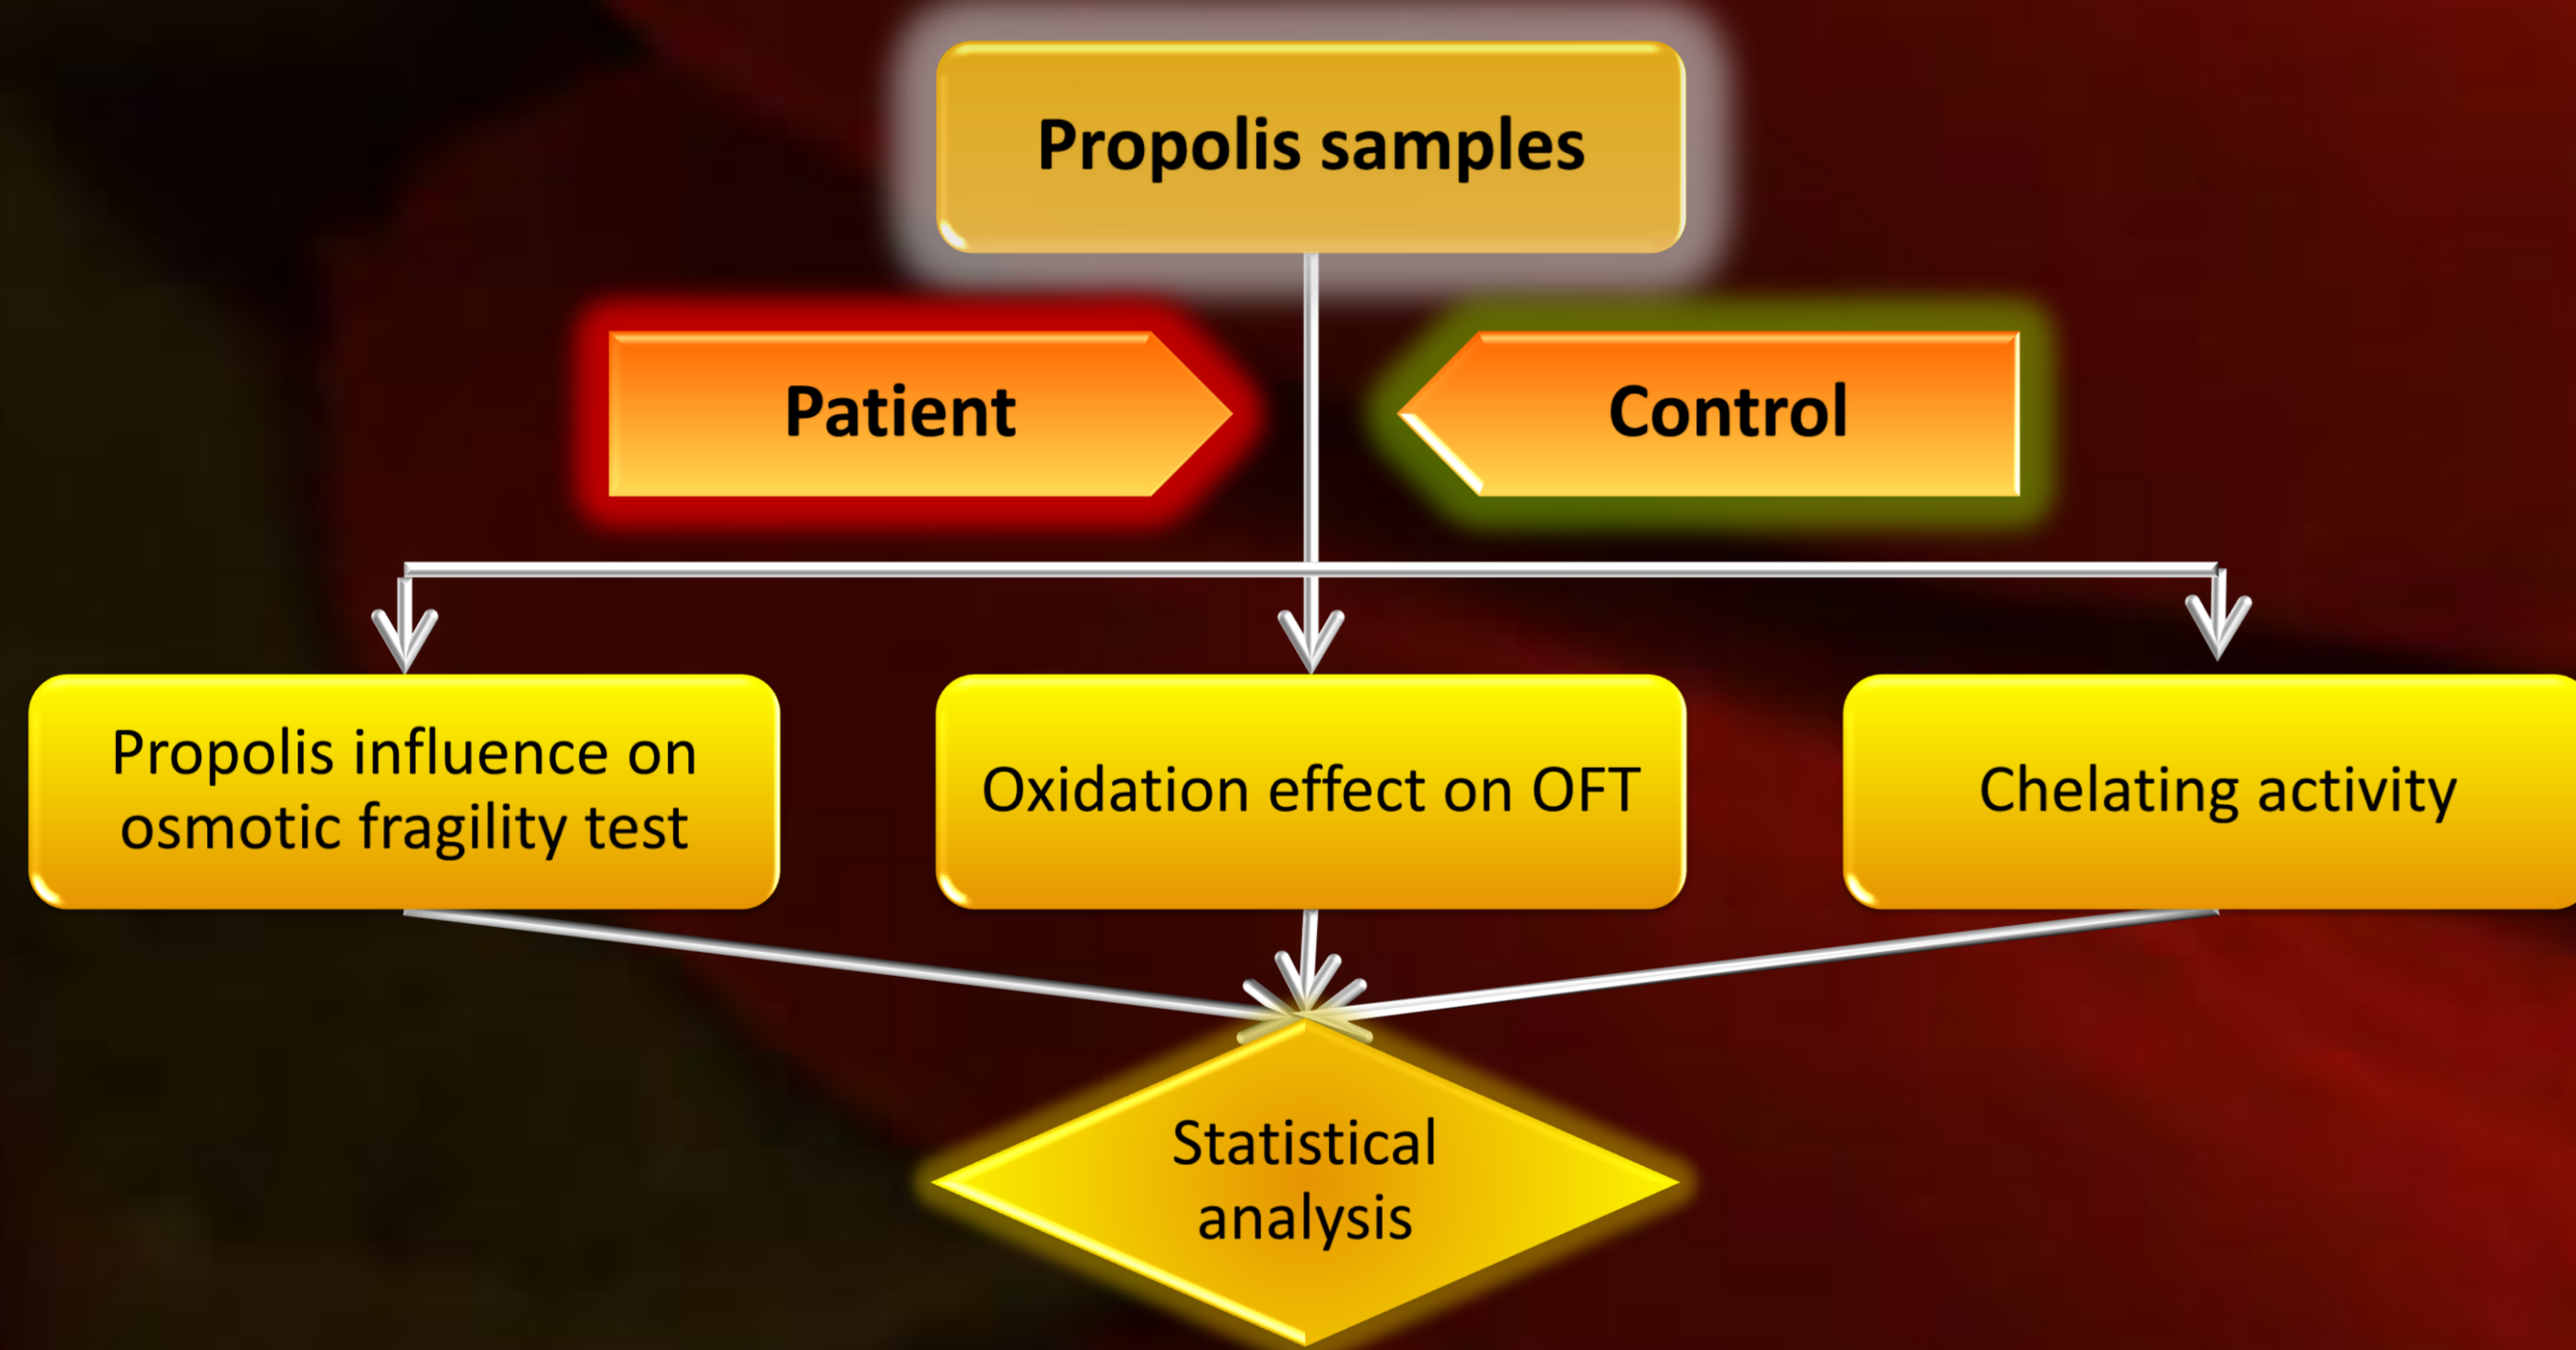 Propolis samples
Patient
Control
Propolis influence on
osmotic fragility test
Oxidation effect on OFT
Chelating activity
Statistical
analysis